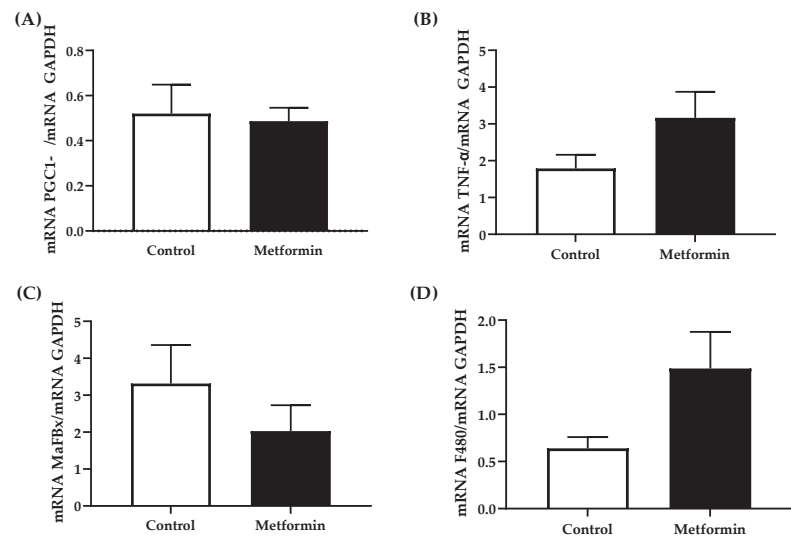 (A)
mRNA PGC1- /mRNA GAPDH
0.8
0.6
0.4
0.2
0.0
Control Metformin
(B)
mRNA TNF-α/mRNA GAPDH
5
4
3
2
1
0
Control Metformin
(C)
mRNA MaFBx/mRNA GAPDH
5
4
3
2
1
0
Control Metformin
(D)
mRNA F480/mRNA GAPDH
2.0
1.5
1.0
0.5
0.0
Control Metformin